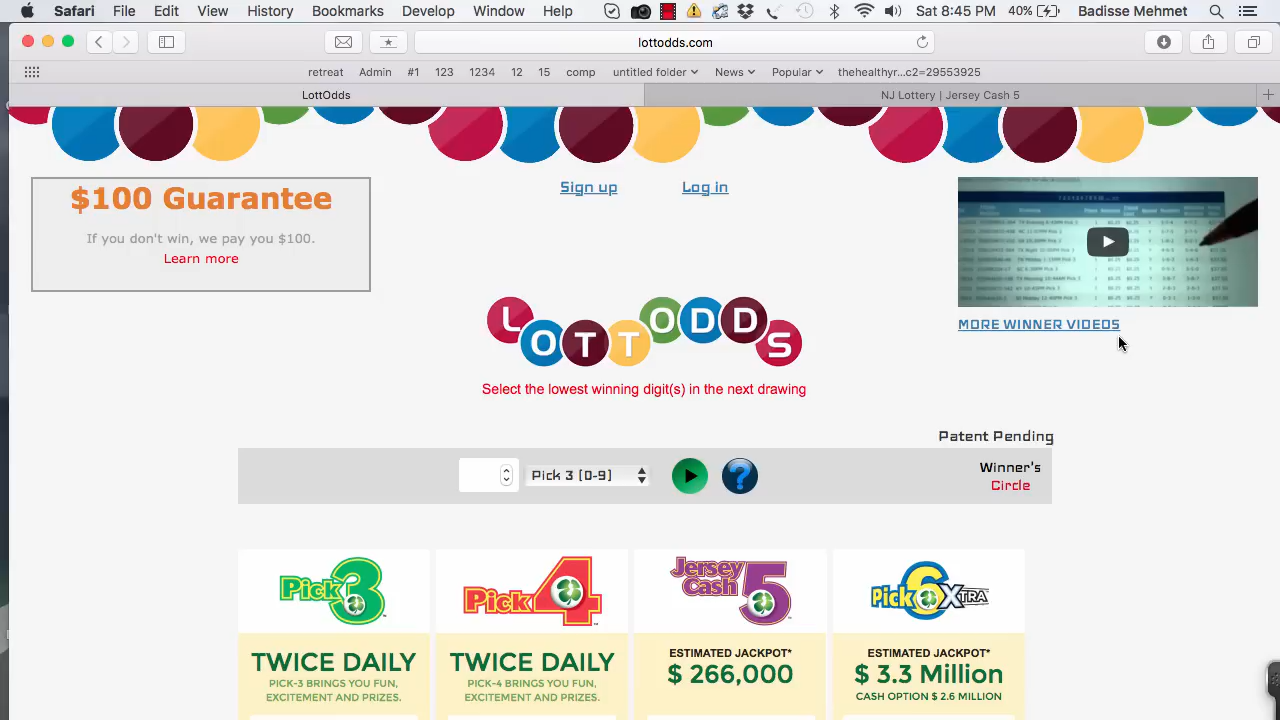 Safari File Edit View History Bookmarks Develop Window Help Sat 8:45 PM 40% Badisse Mehmet
lottodds.com
retreat Admin #1 123 1234 12 15 comp untitled folder News Popular thehealthyr...c2=29553925
LottOdds NJ Lottery | Jersey Cash 5
$100 Guarantee
If you don't win, we pay you $100.
Learn more
Sign up Log in
MORE WINNER VIDEOS
LOTTODDS
Select the lowest winning digit(s) in the next drawing
Patent Pending
Pick 3 [0-9] ?
Winner's
Circle
Pick 3
TWICE DAILY
PICK-3 BRINGS YOU FUN,
EXCITEMENT AND PRIZES.
Pick 4
TWICE DAILY
PICK-4 BRINGS YOU FUN,
EXCITEMENT AND PRIZES.
Jersey
Cash 5
ESTIMATED JACKPOT*
$ 266,000
Pick 6 XTRA
ESTIMATED JACKPOT*
$ 3.3 Million
CASH OPTION $ 2.6 MILLION